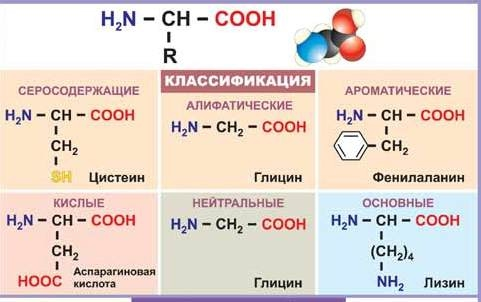 H₂N – CH – COOH
R
КЛАССИФИКАЦИЯ
СЕРОСОДЕРЖАЩИЕ
H₂N – CH – COOH
CH₂
SH
Цистеин
АЛИФАТИЧЕСКИЕ
H₂N – CH₂ – COOH
Глицин
АРОМАТИЧЕСКИЕ
H₂N – CH – COOH
CH₂
Фенилаланин
КИСЛЫЕ
H₂N – CH – COOH
CH₂
HOOC
Аспарагиновая
кислота
НЕЙТРАЛЬНЫЕ
H₂N – CH₂ – COOH
Глицин
ОСНОВНЫЕ
H₂N – CH – COOH
(CH₂)₄
NH₂
Лизин